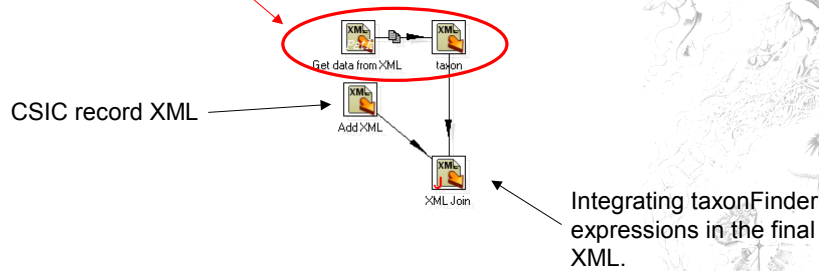 Get data from XML
taxon
CSIC record XML
Add XML
XML Join
Integrating taxonFinder
expressions in the final
XML.